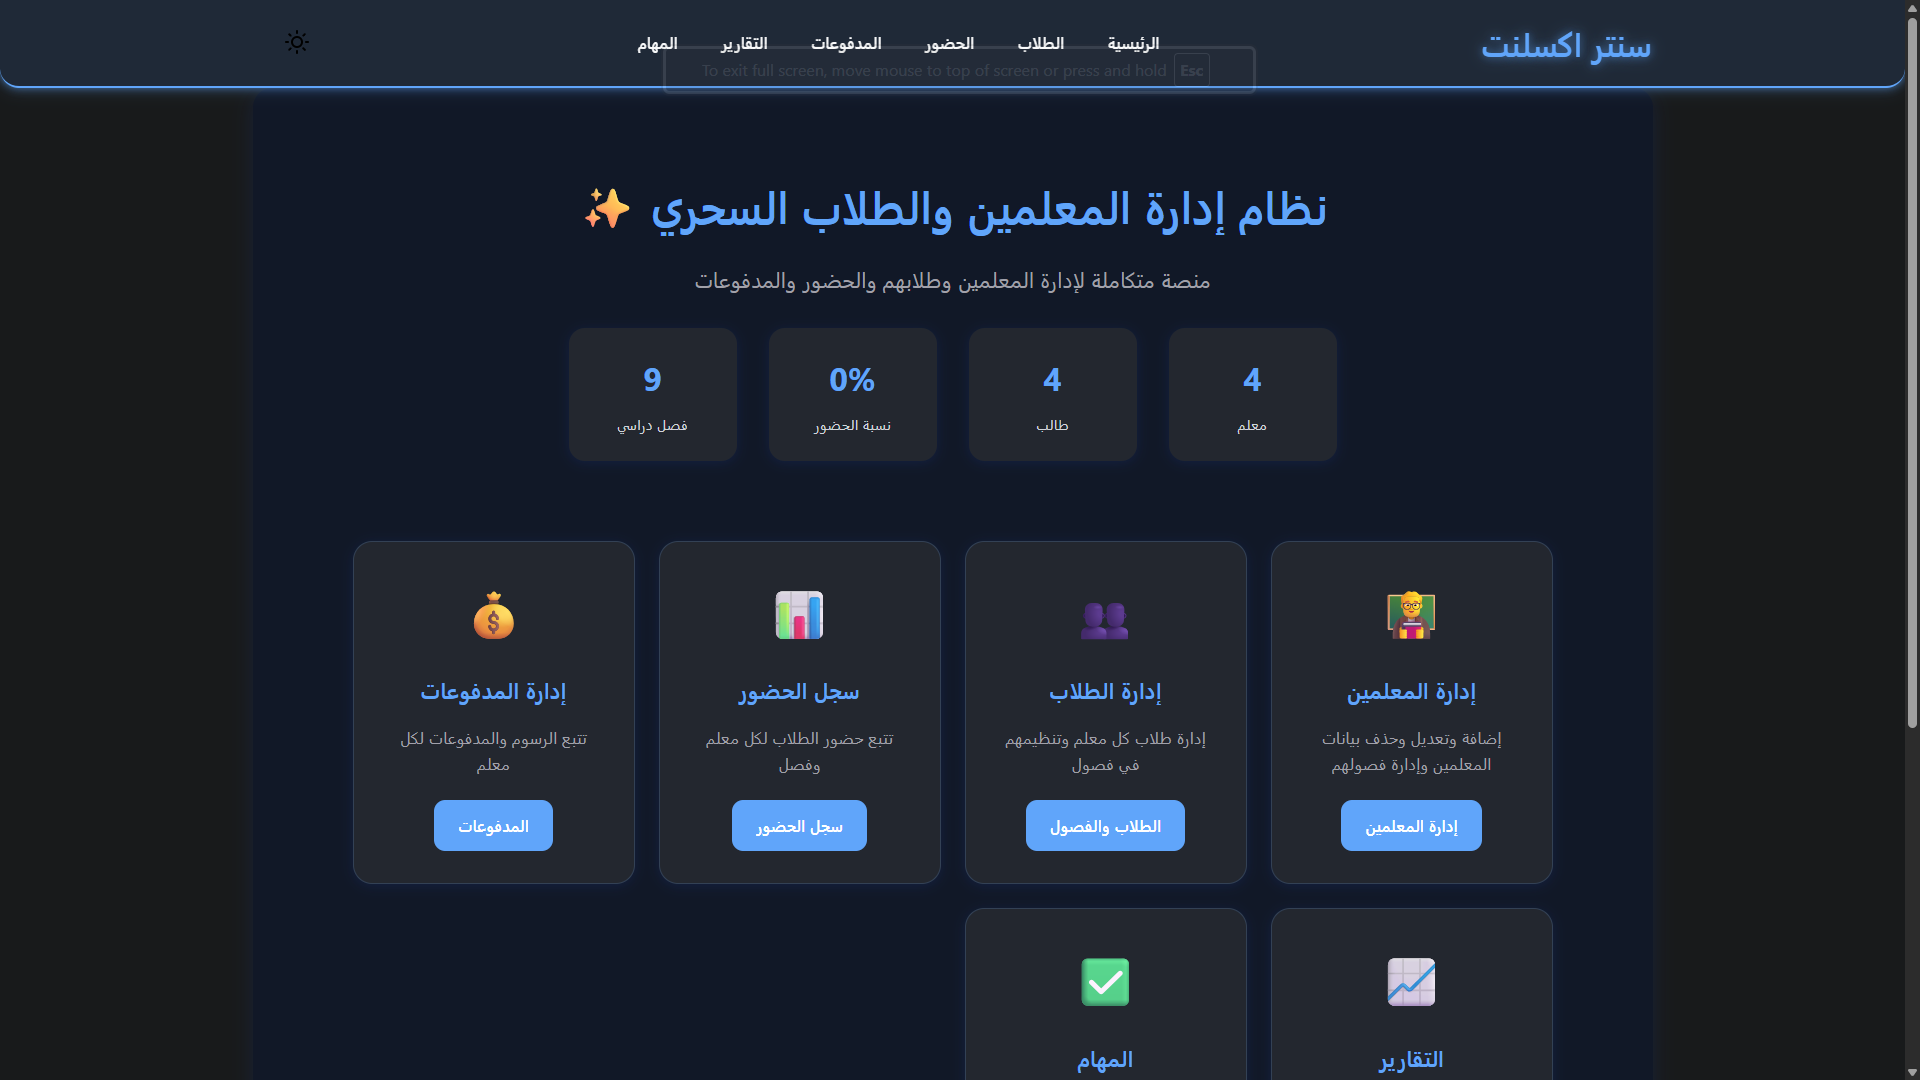 سنتر اكسلنت
الرئيسية الطلاب الحضور المدفوعات التقارير المهام
To exit full screen, move mouse to top of screen or press and hold Esc
نظام إدارة المعلمين والطلاب السحري ✨
منصة متكاملة لإدارة المعلمين وطلابهم والحضور والمدفوعات
4
معلم
4
طالب
0%
نسبة الحضور
9
فصل دراسي
إدارة المعلمين
إضافة وتعديل وحذف بيانات
المعلمين وإدارة فصولهم
إدارة المعلمين
إدارة الطلاب
إدارة طلاب كل معلم وتنظيمهم
في فصول
الطلاب والفصول
سجل الحضور
تتبع حضور الطلاب لكل معلم
وفصل
سجل الحضور
إدارة المدفوعات
تتبع الرسوم والمدفوعات لكل
معلم
المدفوعات
التقارير
المهام